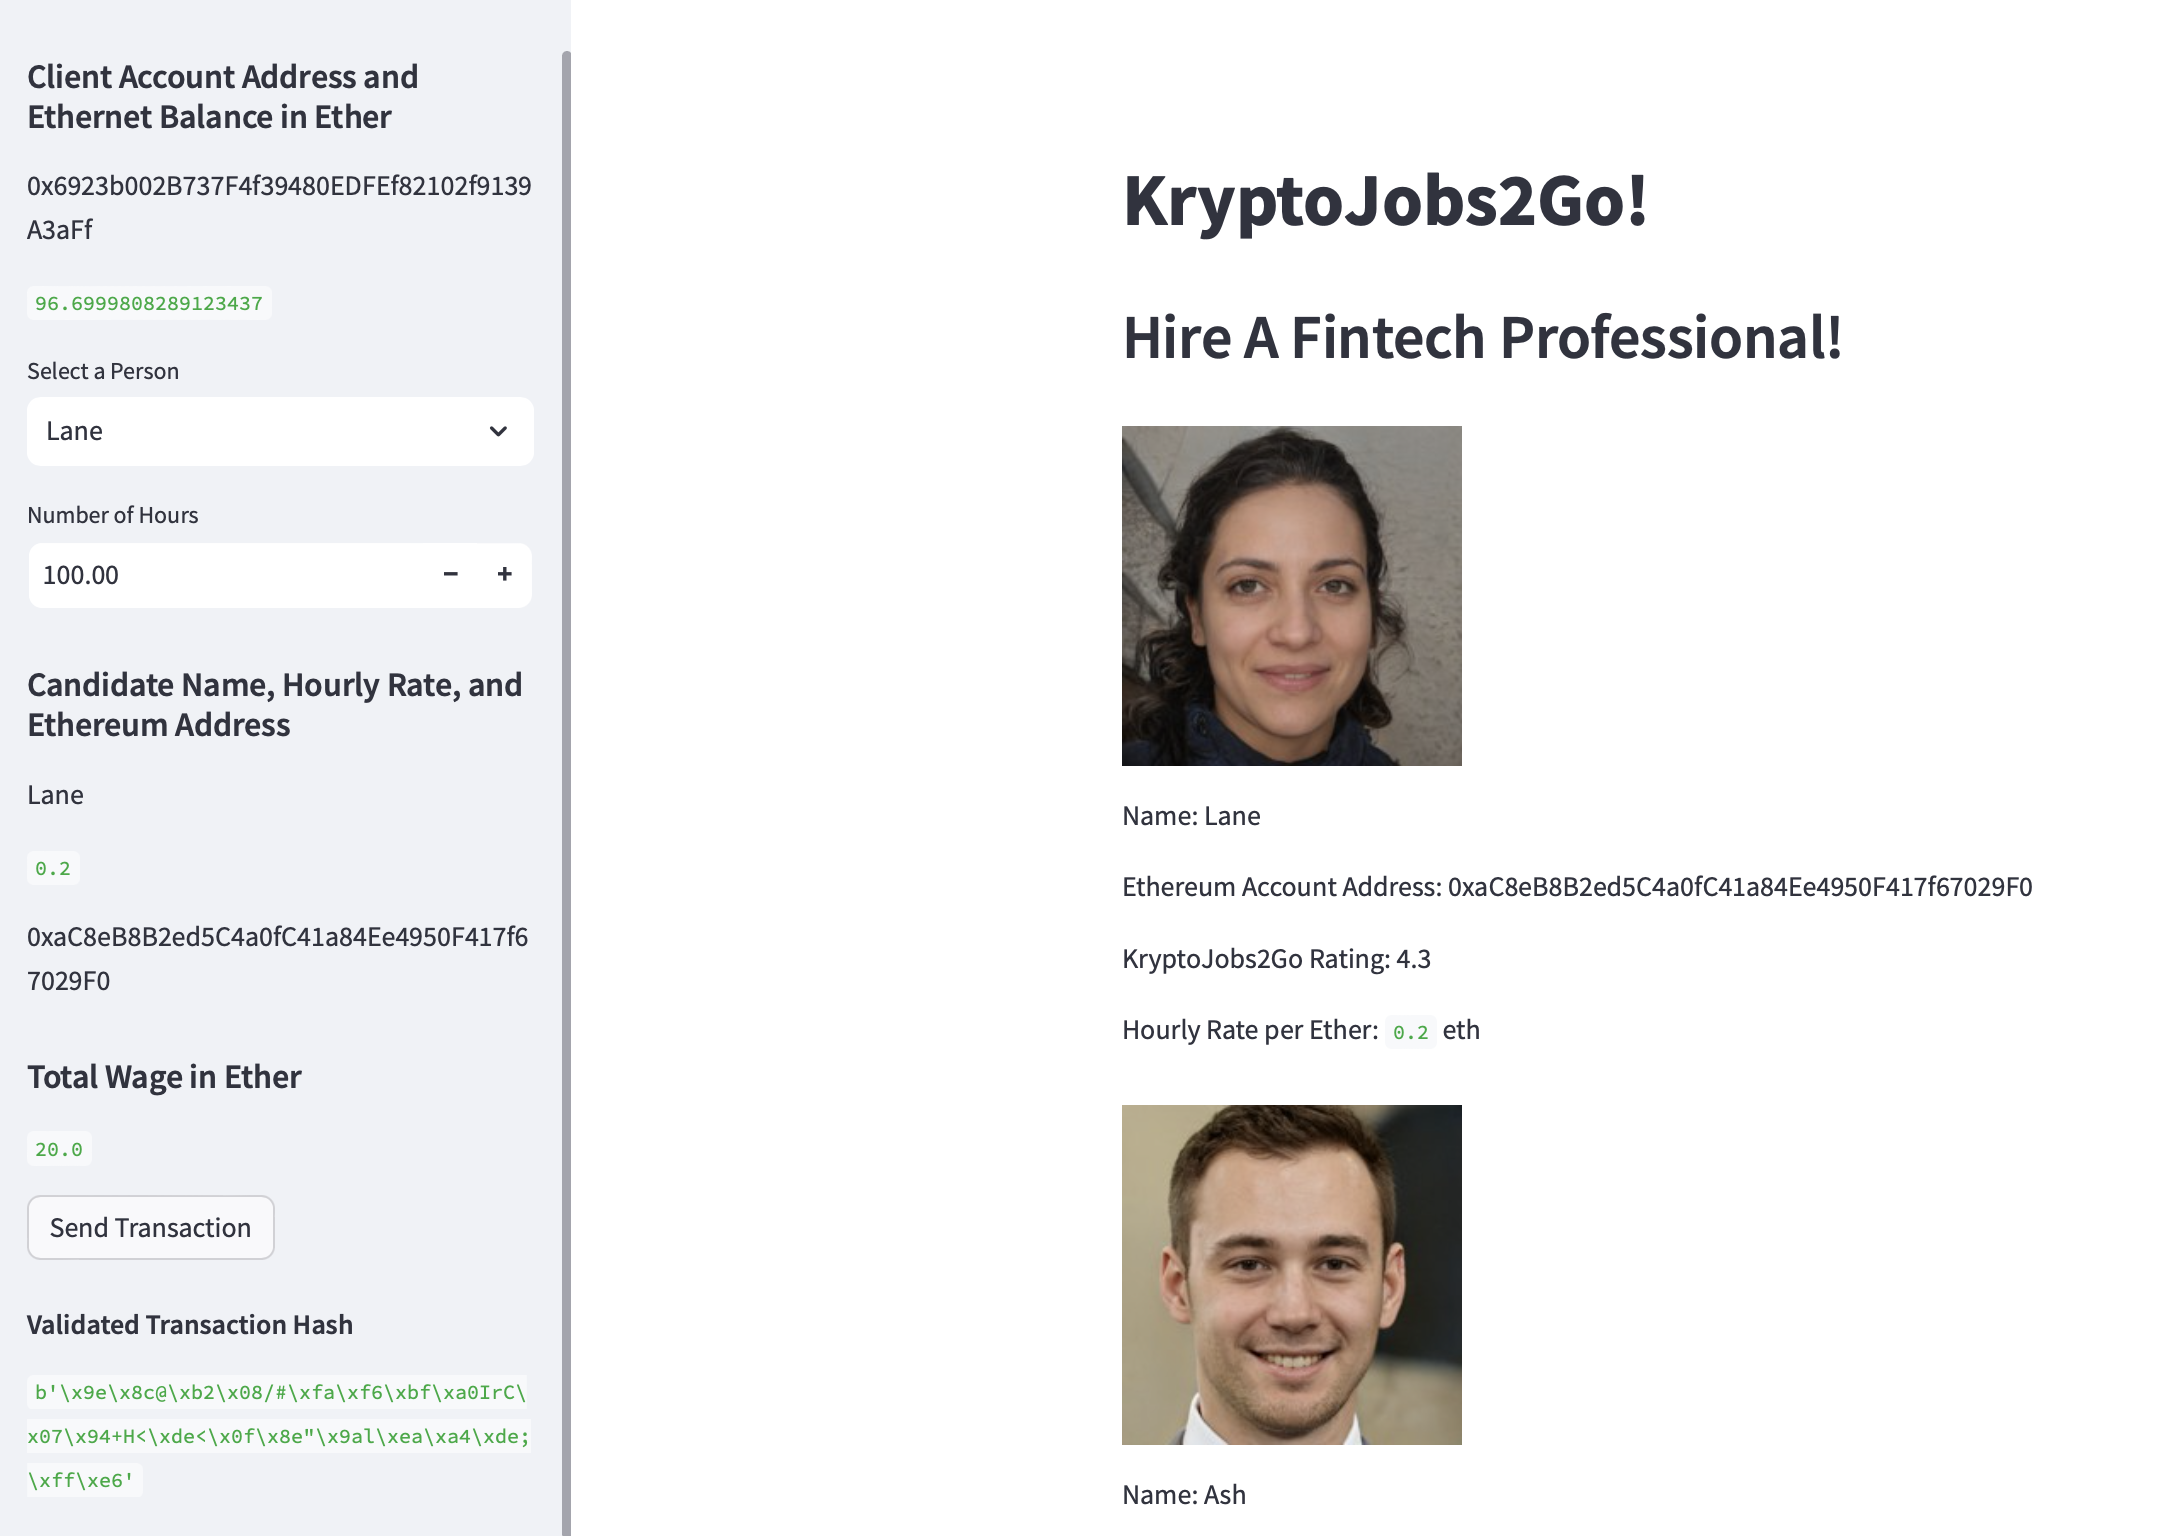 Client Account Address and
Ethernet Balance in Ether
0x6923b002B737F4f39480EDFEf82102f9139
A3aFf
96.6999808289123437
Select a Person
Lane
Number of Hours
100.00
Candidate Name, Hourly Rate, and
Ethereum Address
Lane
0.2
0xaC8eB8B2ed5C4a0fC41a84Ee4950F417f6
7029F0
Total Wage in Ether
20.0
Send Transaction
Validated Transaction Hash
b'\x9e\x8c@\xb2\x08/#\xfa\xf6\xbf\xa0IrC\
x07\x94+H<\xde<\x0f\x8e"\x9al\xea\xa4\xde;
\xff\xe6'
KryptoJobs2Go!
Hire A Fintech Professional!
Name: Lane
Ethereum Account Address: 0xaC8eB8B2ed5C4a0fC41a84Ee4950F417f67029F0
KryptoJobs2Go Rating: 4.3
Hourly Rate per Ether: 0.2 eth
Name: Ash